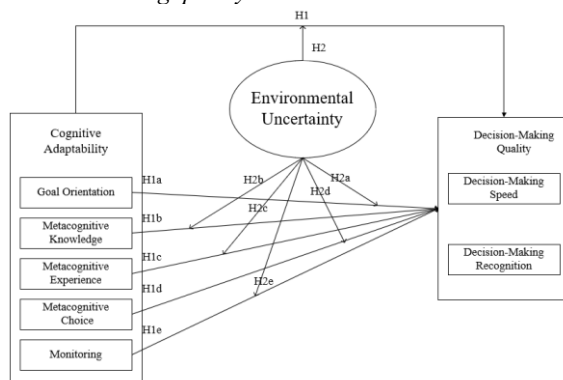 H1
H2
Environmental
Uncertainty
Cognitive
Adaptability
Goal Orientation
Metacognitive
Knowledge
Metacognitive
Experience
Metacognitive
Choice
Monitoring
H1a
H1b
H1c
H1d
H1e
H2b
H2c
H2a
H2d
H2e
Decision-Making
Quality
Decision-Making
Speed
Decision-Making
Recognition